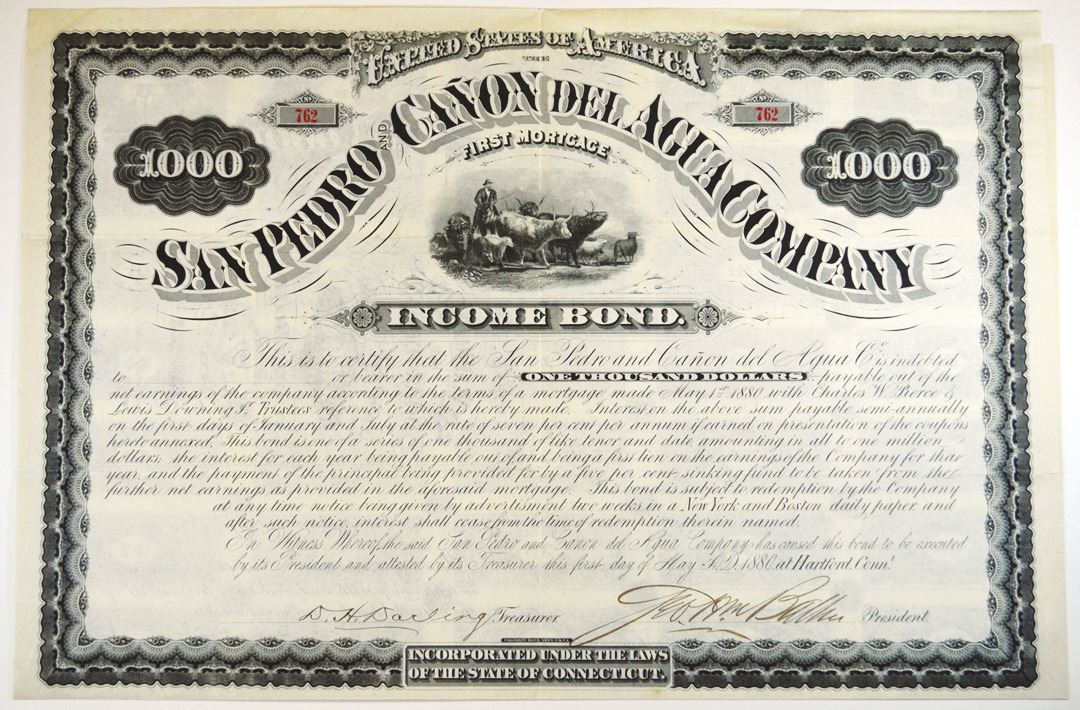 UNITED STATES OF AMERICA.
THE
No.
762
No.
762
1000
1000
SAN PEDRO AND CAÑON DEL AGUA COMPANY
FIRST MORTGAGE
INCOME BOND.
This is to certify that the San Pedro and Cañon del Agua Co. is indebted
to or bearer in the sum of ONE THOUSAND DOLLARS payable out of the
net earnings of the company according to the terms of a mortgage made May 1st 1880 with Charles W. Pierce &
Lewis Downing Jr. Trustees reference to which is hereby made. Interest on the above sum payable semi-annually
on the first days of January and July at the rate of seven per cent per annum if earned on presentation of the coupons
hereto annexed. This bond is one of a series of one thousand of like tenor and date, amounting in all to one million
dollars; the interest for each year being payable out of and being a first lien on the earnings of the Company for that
year, and the payment of the principal being provided for by a five per cent sinking fund to be taken from the
further net earnings as provided in the aforesaid mortgage. This bond is subject to redemption by the Company
at any time notice being given by advertisment two weeks in a New York and Boston daily paper, and
after such notice, interest shall cease from the time of redemption therein named.
In Witness Whereof, the said San Pedro and Cañon del Agua Company has caused this bond to be executed
by its President and attested by its Treasurer this first day of May A.D. 1880. at Hartford, Conn.
D. H. Darling, Treasurer.
President.
INCORPORATED UNDER THE LAWS
OF THE STATE OF CONNECTICUT.